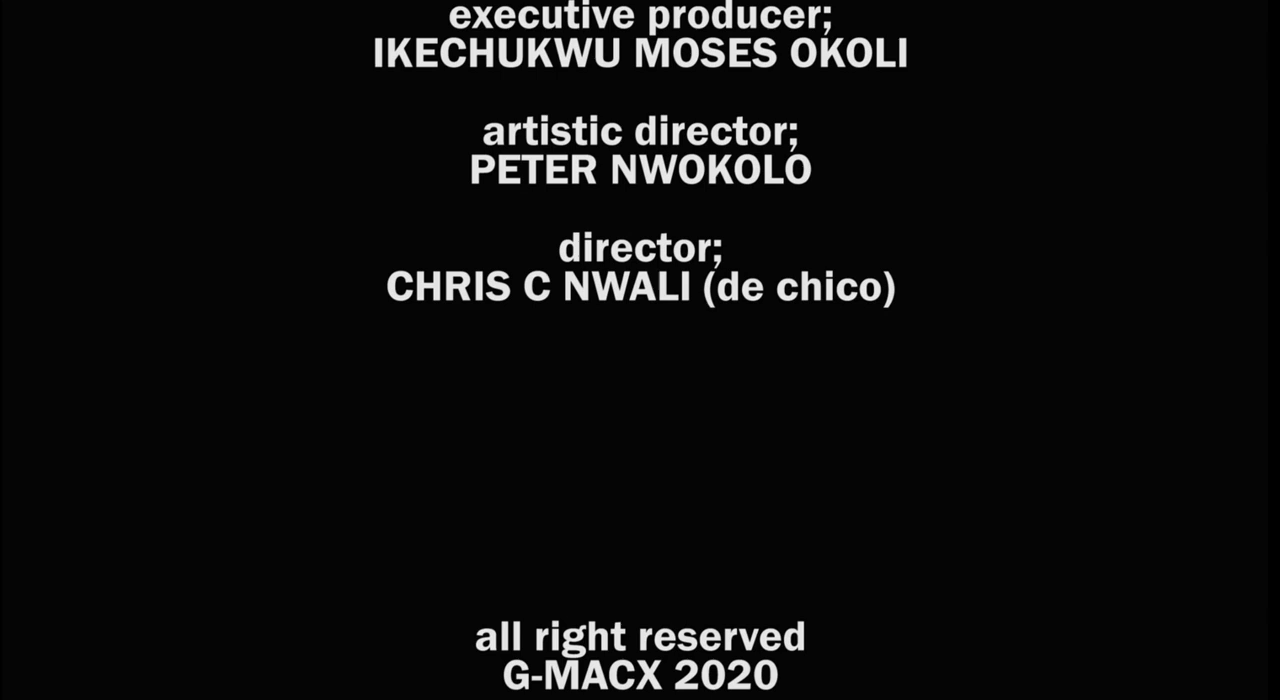 executive producer;
IKECHUKWU MOSES OKOLI
artistic director;
PETER NWOKOLO
director;
CHRIS C NWALI (de chico)
all right reserved
G-MACX 2020